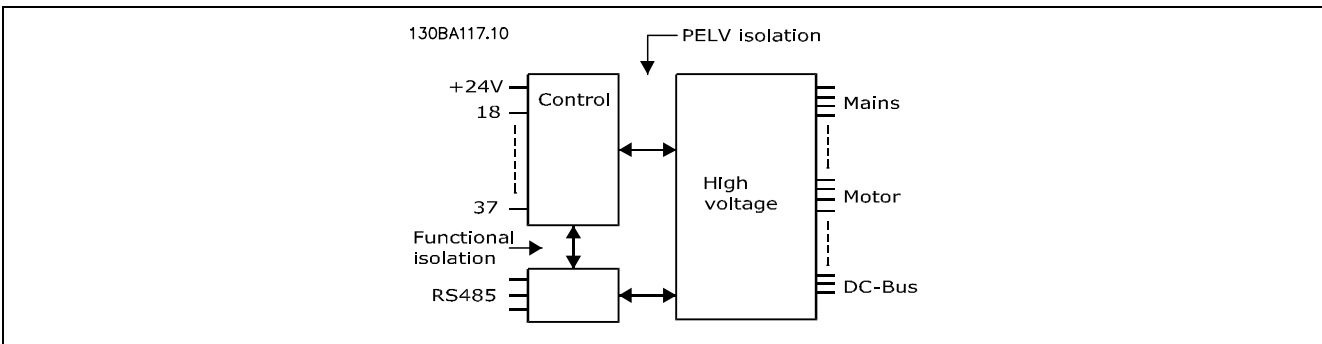 130BA117.10
PELV isolation
+24V
Control
Mains
18
High
voltage
Motor
37
Functional
isolation
RS485
DC-Bus